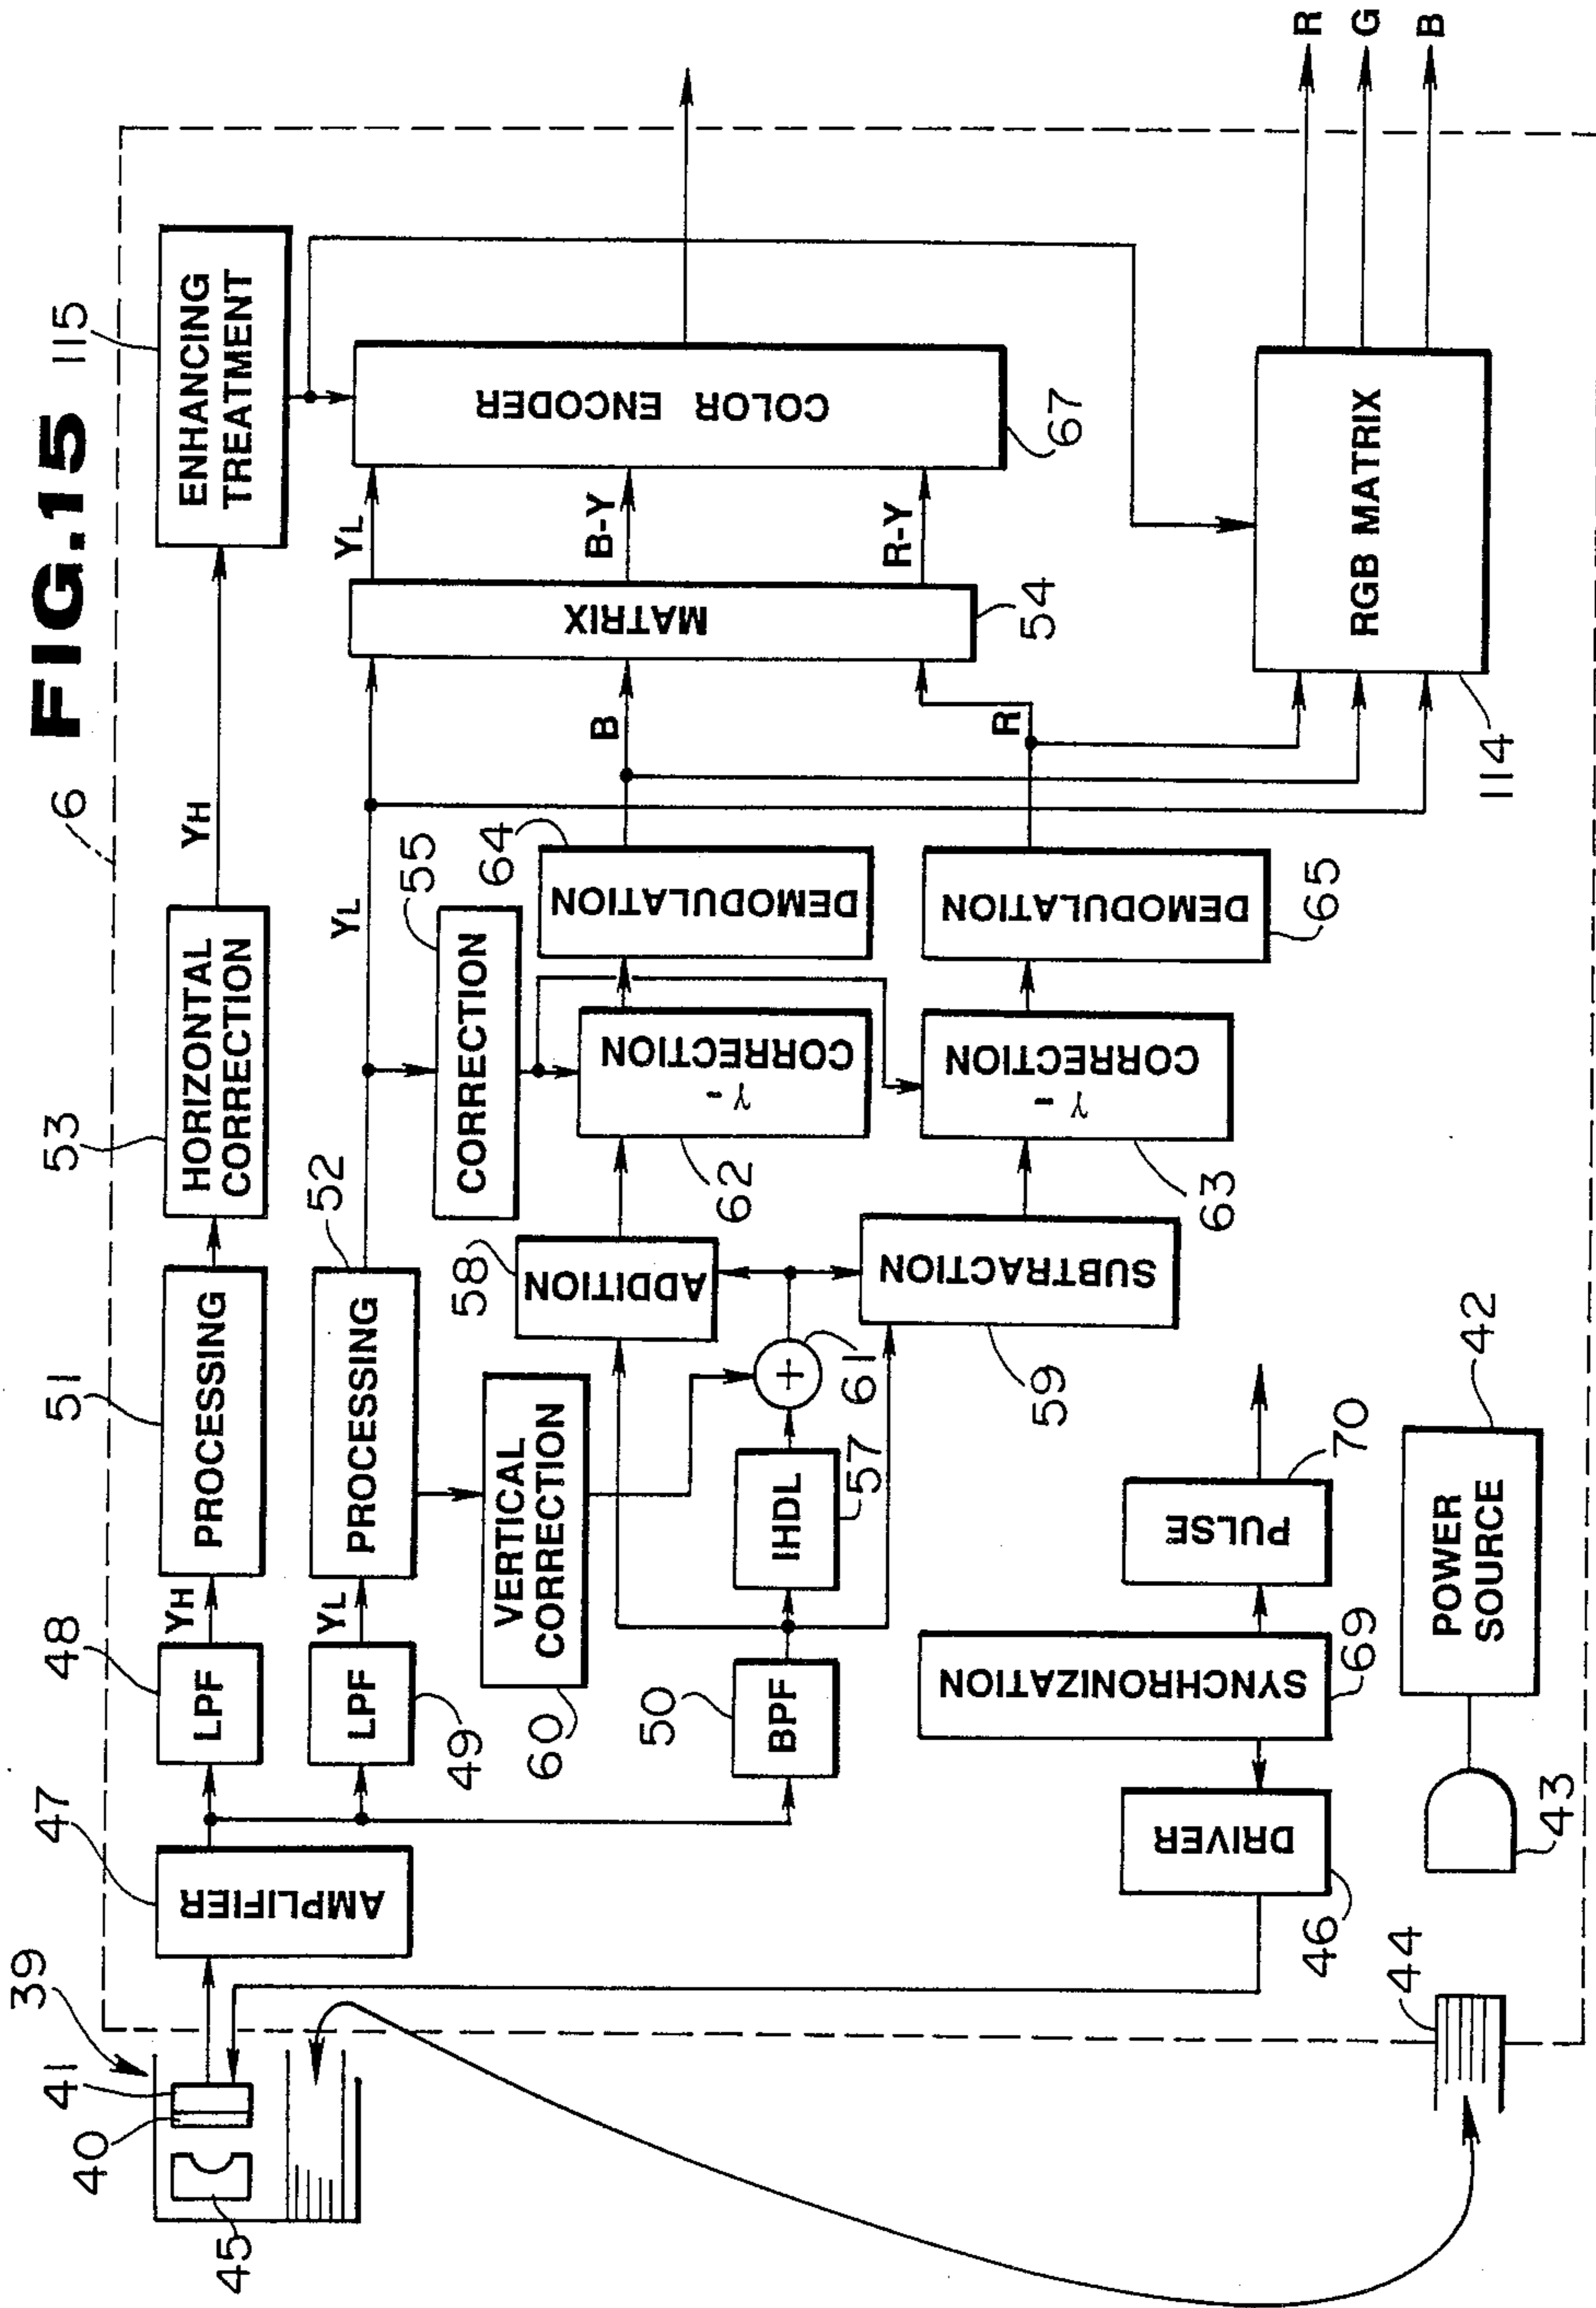 FIG.15
6
39
41
40
45
47
AMPLIFIER
48
LPF
YH
51
PROCESSING
53
HORIZONTAL
CORRECTION
YH
115
ENHANCING
TREATMENT
LPF
49
YL
52
PROCESSING
YL
55
CORRECTION
60
VERTICAL
CORRECTION
50
BPF
IHDL
57
61
+
58
ADDITION
59
SUBTRACTION
62
γ-
CORRECTION
63
γ-
CORRECTION
64
DEMODULATION
65
DEMODULATION
B
R
MATRIX
54
YL
B-Y
R-Y
COLOR ENCODER
67
RGB MATRIX
114
R
G
B
46
DRIVER
69
SYNCHRONIZATION
70
PULSE
44
43
42
POWER
SOURCE